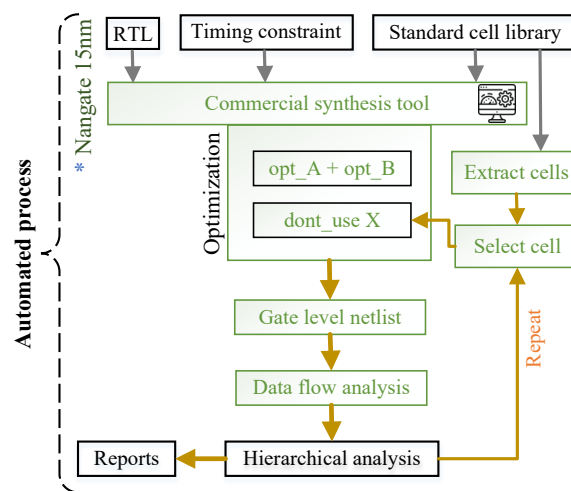 RTL
Timing constraint
Standard cell library
* Nangate 15nm
Commercial synthesis tool
Automated process
Optimization
opt_A + opt_B
Extract cells
dont_use X
Select cell
Gate level netlist
Repeat
Data flow analysis
Reports
Hierarchical analysis